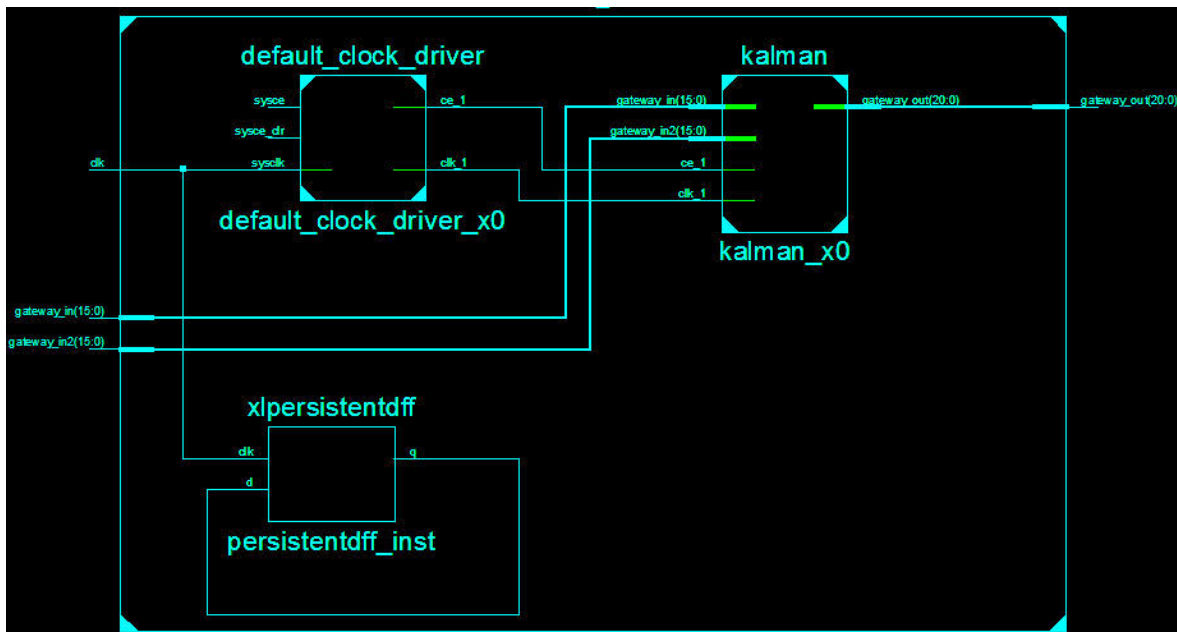 default_clock_driver
kalman
sysce
ce_1
gateway_in(15:0)
gateway_out(20:0)
gateway_out(20:0)
sysce_clr
gateway_in2(15:0)
clk
sysclk
clk_1
ce_1
clk_1
default_clock_driver_x0
kalman_x0
gateway_in(15:0)
gateway_in2(15:0)
xlpersistentdff
clk
q
d
persistentdff_inst